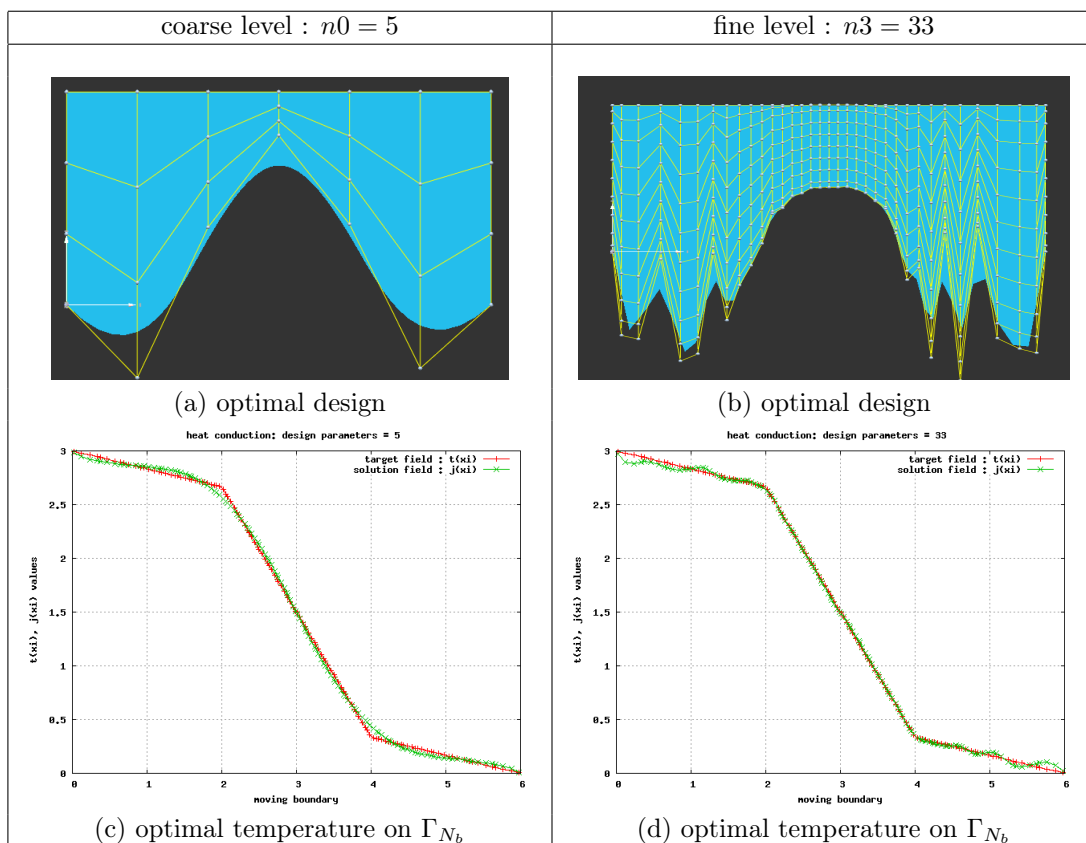 coarse level : n0 = 5
fine level : n3 = 33
(a) optimal design
(b) optimal design
heat conduction: design parameters = 5
target field : t(xi)
solution field : j(xi)
3
2.5
2
1.5
1
0.5
0
t(xi), j(xi) values
0 1 2 3 4 5 6
moving boundary
heat conduction: design parameters = 33
target field : t(xi)
solution field : j(xi)
3
2.5
2
1.5
1
0.5
0
t(xi), j(xi) values
0 1 2 3 4 5 6
moving boundary
(c) optimal temperature on Γ_{N_b}
(d) optimal temperature on Γ_{N_b}